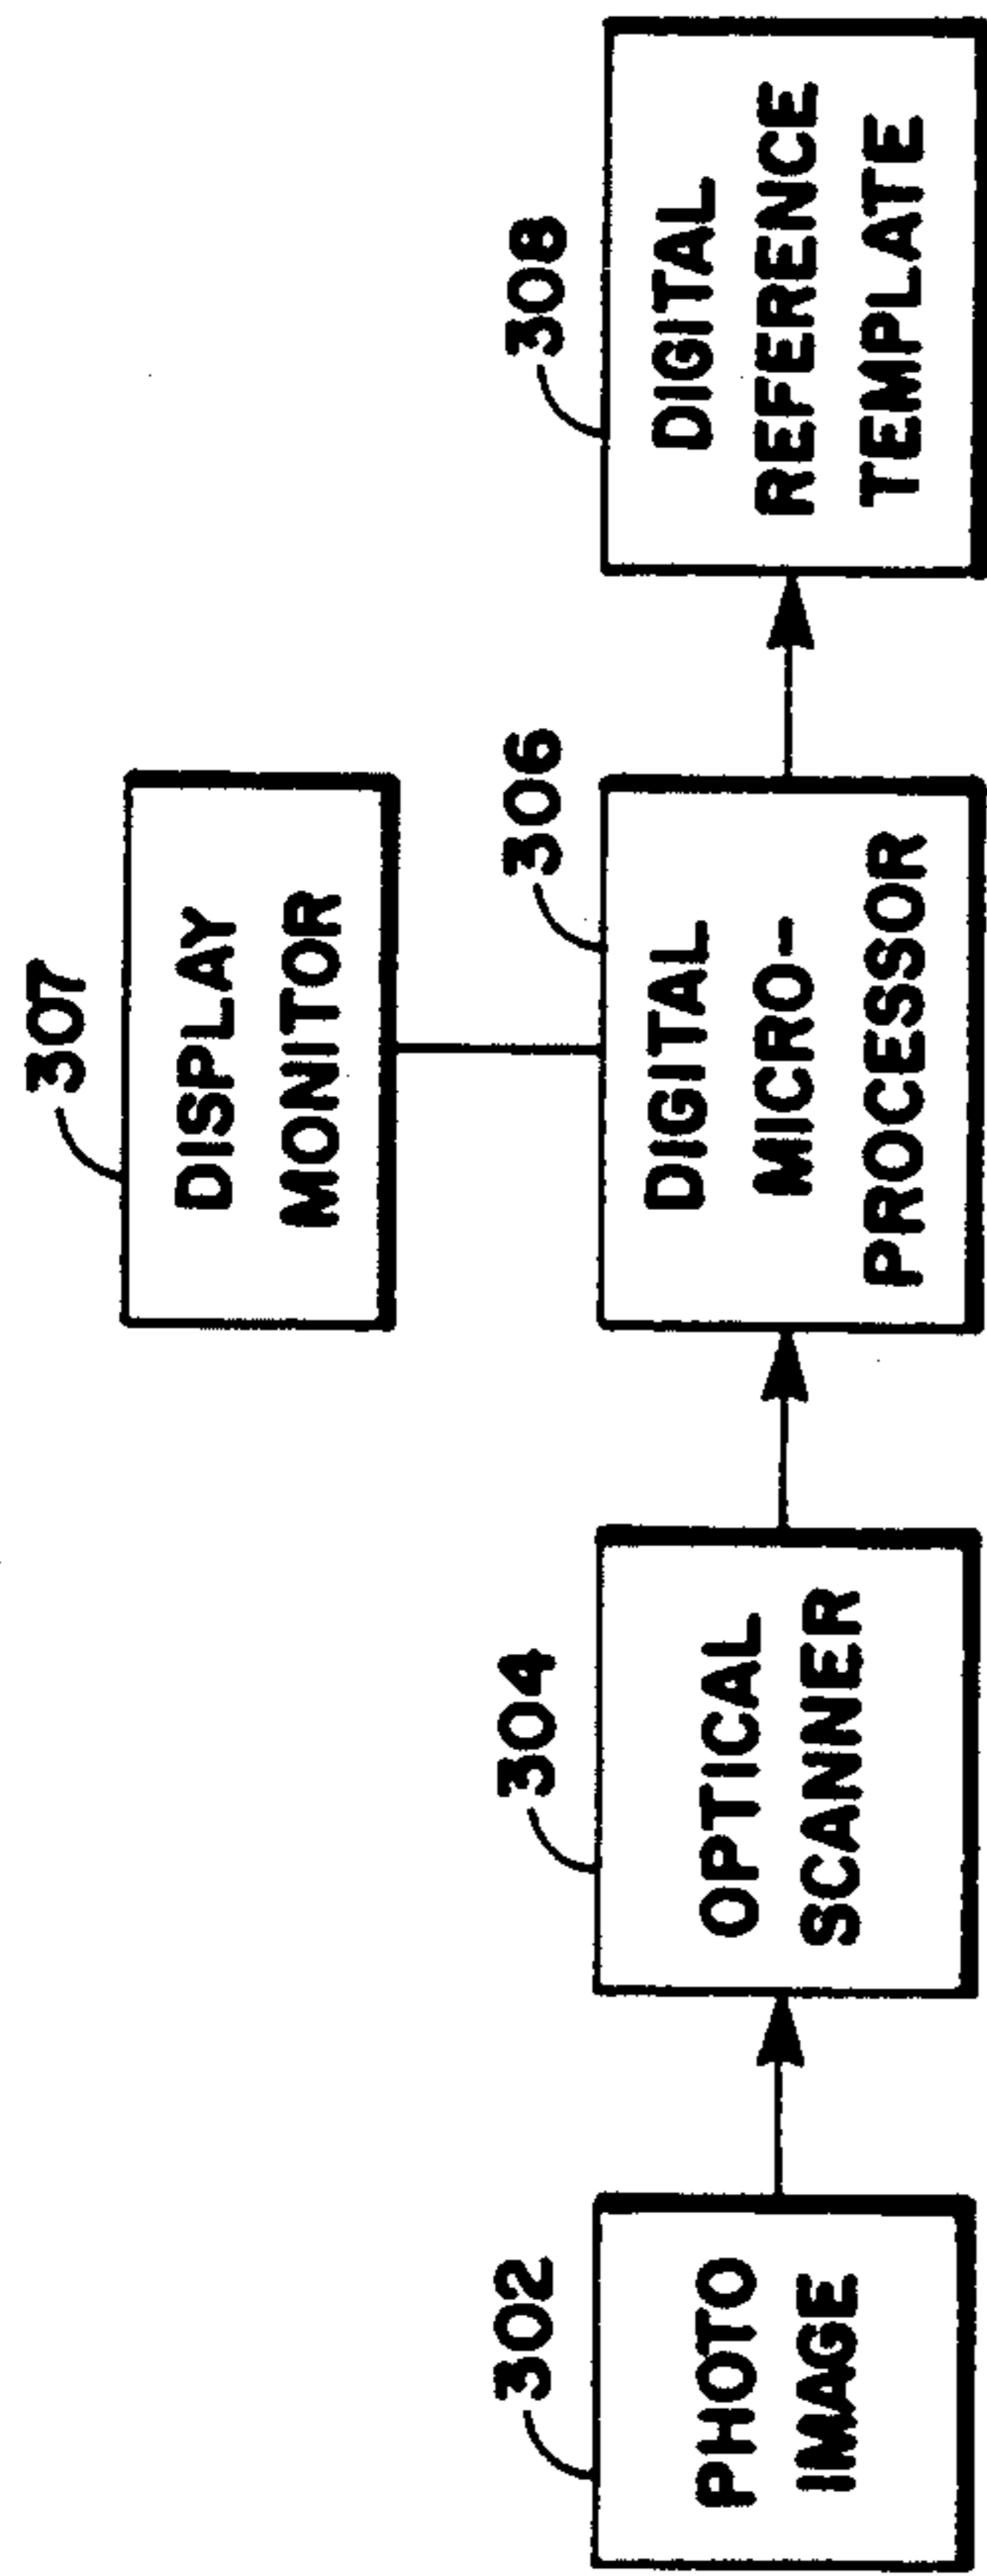 307
DISPLAY
MONITOR
302
PHOTO
IMAGE
304
OPTICAL
SCANNER
306
DIGITAL
MICRO-
PROCESSOR
308
DIGITAL
REFERENCE
TEMPLATE